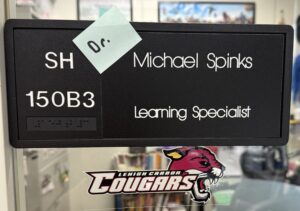 SH
Dr.
Michael Spinks
150B3
Learning Specialist
LEHIGH CARBON
COUGARS